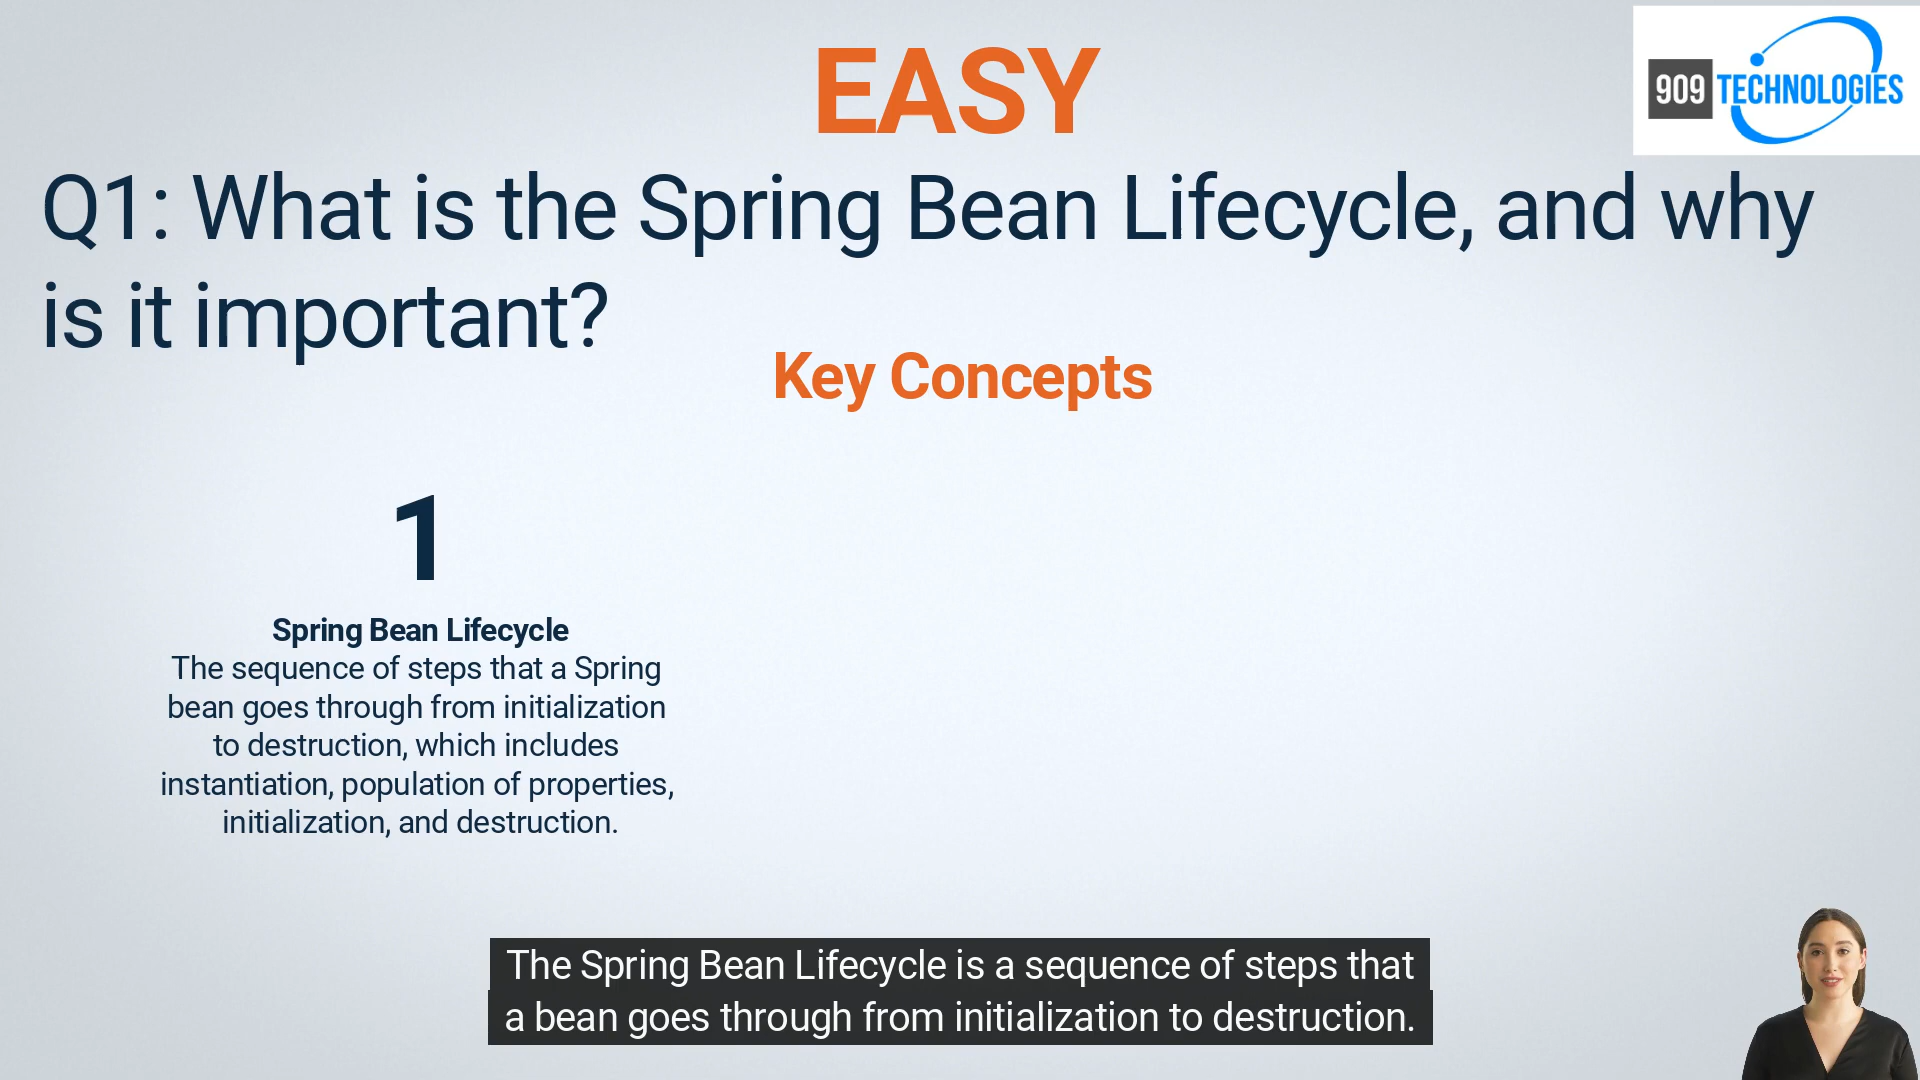 EASY
909 TECHNOLOGIES
Q1: What is the Spring Bean Lifecycle, and why
is it important?
Key Concepts
1
Spring Bean Lifecycle
The sequence of steps that a Spring
bean goes through from initialization
to destruction, which includes
instantiation, population of properties,
initialization, and destruction.
The Spring Bean Lifecycle is a sequence of steps that
a bean goes through from initialization to destruction.